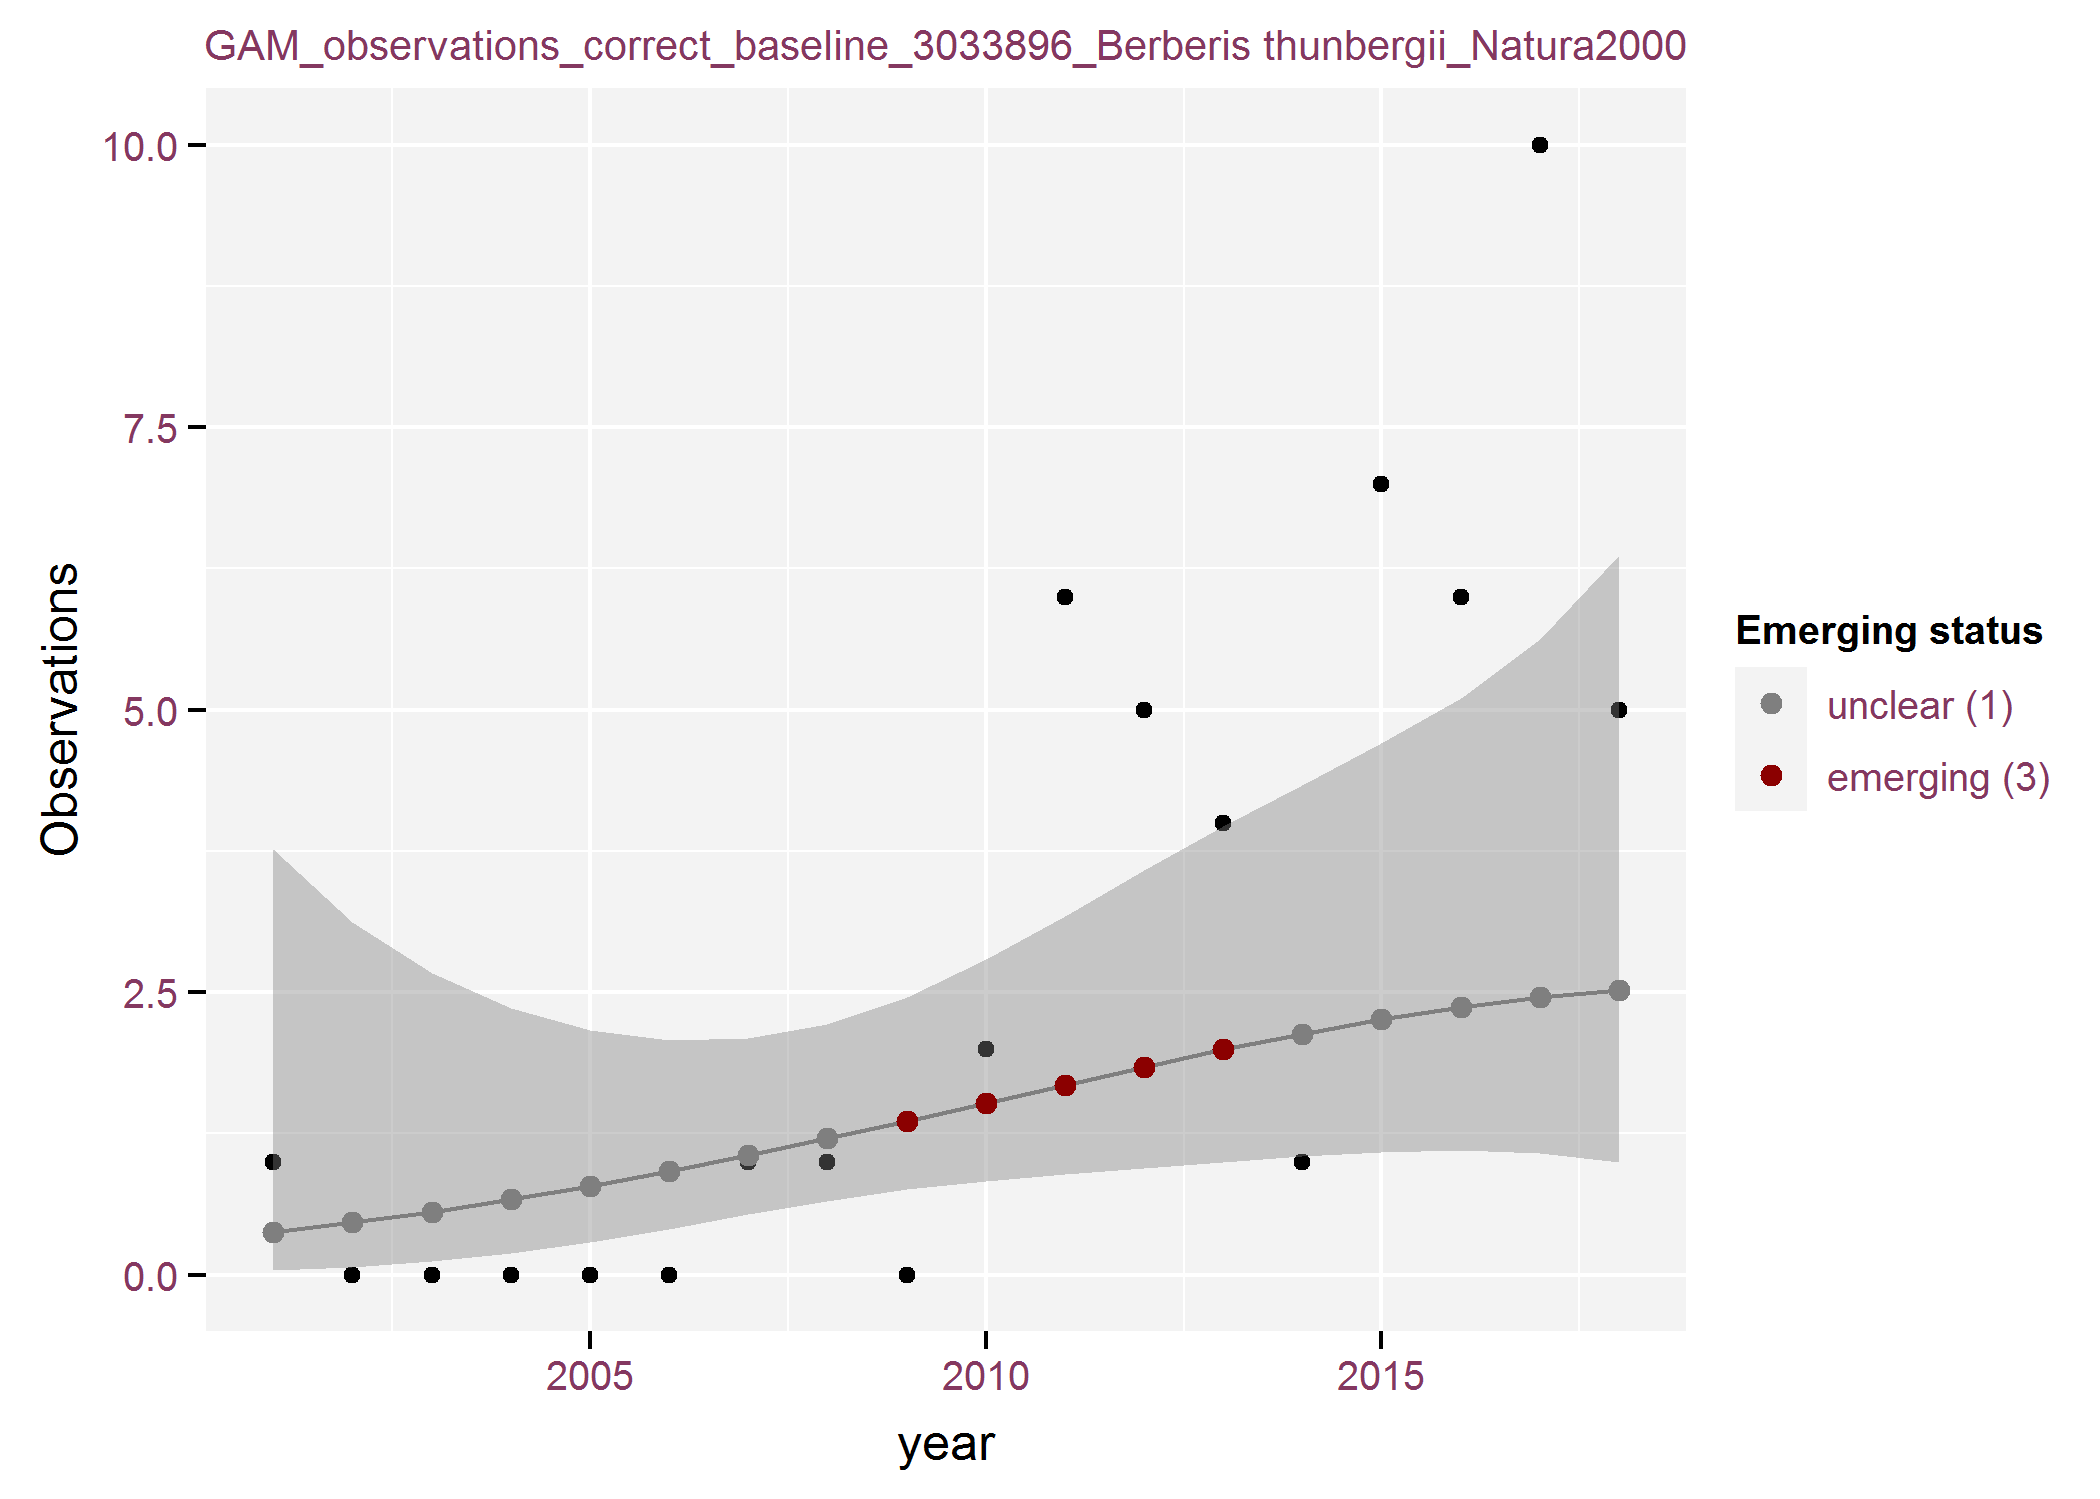 GAM_observations_correct_baseline_3033896_Berberis thunbergii_Natura2000
10.0
7.5
5.0
2.5
0.0
Observations
2005
2010
2015
year
Emerging status
unclear (1)
emerging (3)